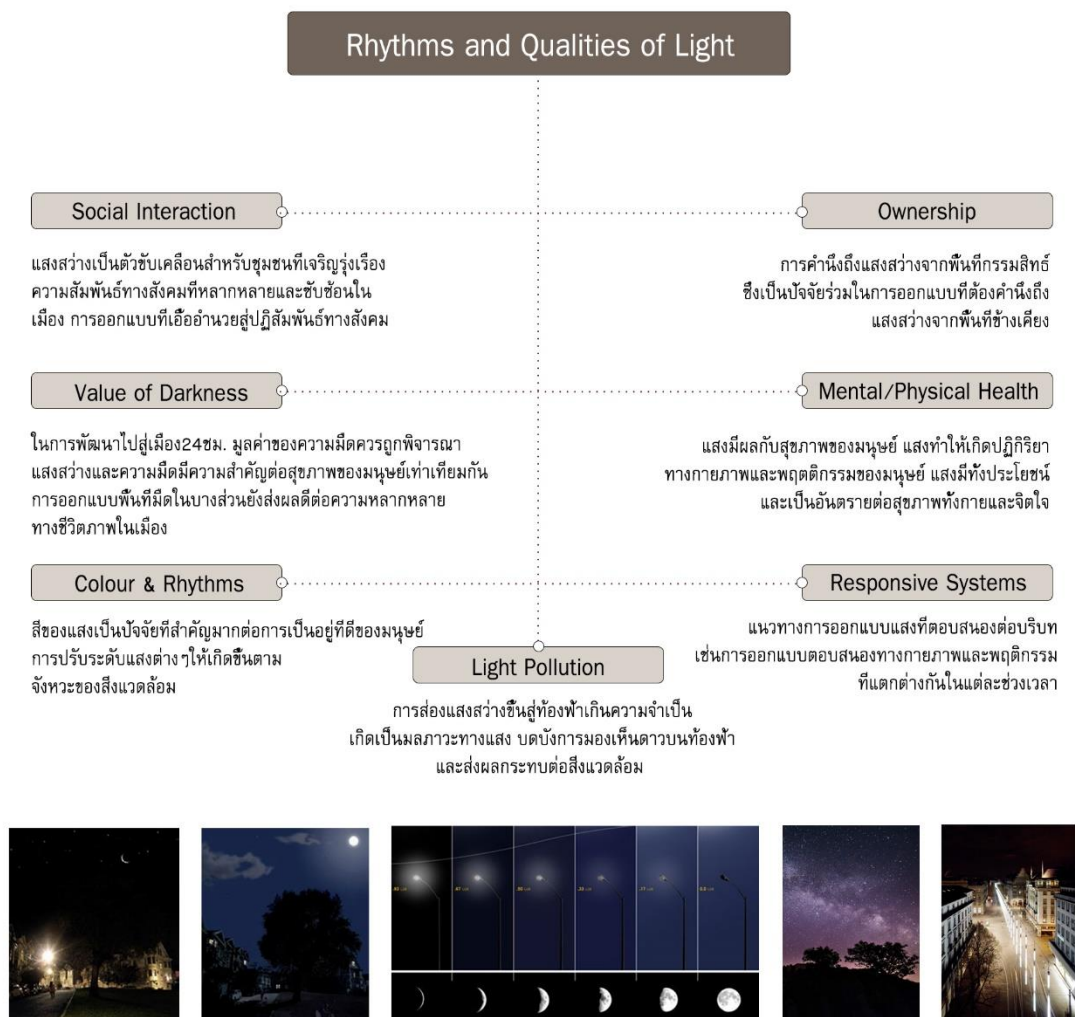 Rhythms and Qualities of Light
Social Interaction
แสงสว่างเป็นตัวขับเคลื่อนสำหรับชุมชนที่เจริญรุ่งเรือง
ความสัมพันธ์ทางสังคมที่หลากหลายและซับซ้อนใน
เมือง การออกแบบที่เอื้ออำนวยสู่ปฏิสัมพันธ์ทางสังคม
Ownership
การคำนึงถึงแสงสว่างจากพื้นที่กรรมสิทธ์
ซึ่งเป็นปัจจัยร่วมในการออกแบบที่ต้องคำนึงถึง
แสงสว่างจากพื้นที่ข้างเคียง
Value of Darkness
ในการพัฒนาไปสู่เมือง24ชม. มูลค่าของความมืดควรถูกพิจารณา
แสงสว่างและความมืดมีความสำคัญต่อสุขภาพของมนุษย์เท่าเทียมกัน
การออกแบบพื้นที่มืดในบางส่วนยังส่งผลดีต่อความหลากหลาย
ทางชีวิตภาพในเมือง
Mental/Physical Health
แสงมีผลกับสุขภาพของมนุษย์ แสงทำให้เกิดปฏิกิริยา
ทางกายภาพและพฤตติกรรมของมนุษย์ แสงมีทั้งประโยชน์
และเป็นอันตรายต่อสุขภาพทั้งกายและจิตใจ
Colour & Rhythms
สีของแสงเป็นปัจจัยที่สำคัญมากต่อการเป็นอยู่ที่ดีของมนุษย์
การปรับระดับแสงต่างๆให้เกิดขึ้นตาม
จังหวะของสิ่งแวดล้อม
Responsive Systems
แนวทางการออกแบบแสงที่ตอบสนองต่อบริบท
เช่นการออกแบบตอบสนองทางกายภาพและพฤติกรรม
ที่แตกต่างกันในแต่ละช่วงเวลา
Light Pollution
การส่องแสงสว่างขึ้นสู่ท้องฟ้าเกินความจำเป็น
เกิดเป็นมลภาวะทางแสง บดบังการมองเห็นดาวบนท้องฟ้า
และส่งผลกระทบต่อสิ่งแวดล้อม